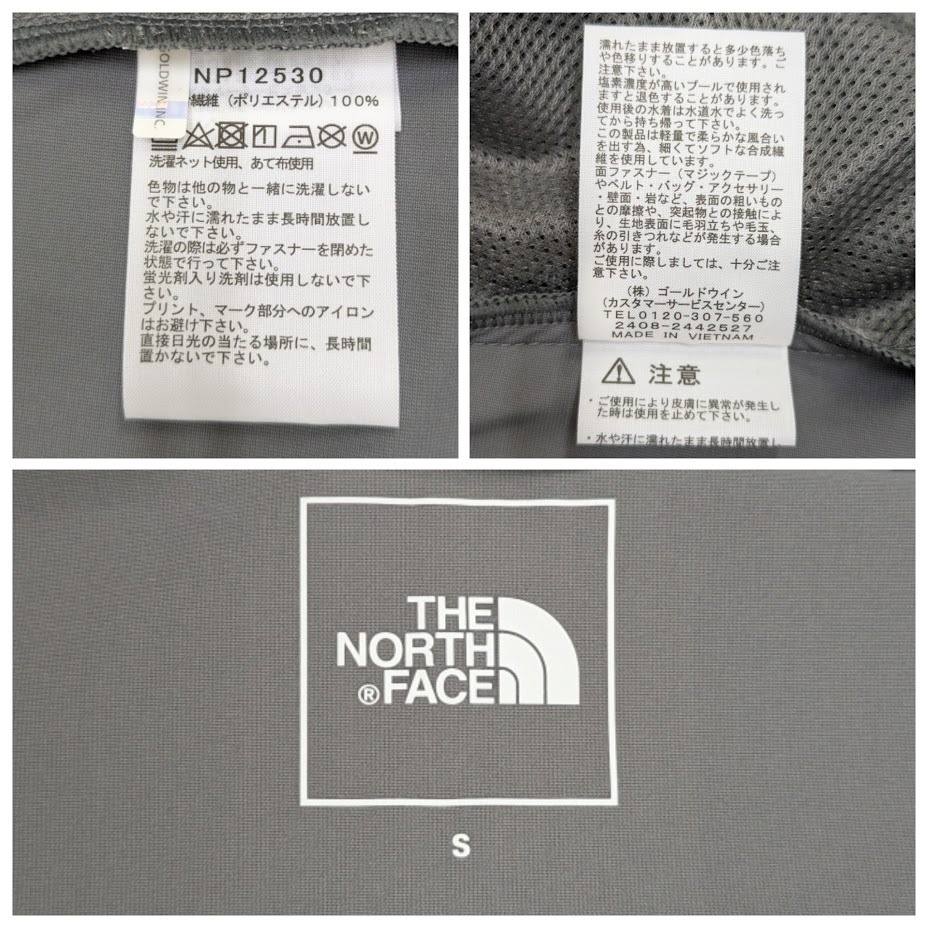 GOLDWIN INC.
NP12530
繊維 (ポリエステル) 100%
W
洗濯ネット使用、あて布使用
色物は他の物と一緒に洗濯しない
で下さい。
水や汗に濡れたまま長時間放置し
ないで下さい。
洗濯の際は必ずファスナーを閉めた
状態で行って下さい。
蛍光剤入り洗剤は使用しないで下
さい。
プリント、マーク部分へのアイロン
はお避け下さい。
直接日光の当たる場所に、長時間
置かないで下さい。
濡れたまま放置すると多少色落ち
や色移りすることがあります。ご
注意下さい。
塩素濃度が高いプールで使用され
ますと退色することがあります。
使用後の水着は水道水でよく洗っ
てから持ち帰って下さい。
この製品は軽量で柔らかな風合い
を出す為、細くてソフトな合成繊
維を使用しています。
面ファスナー (マジックテープ)
やベルト・バッグ・アクセサリー
・壁面・岩など、表面の粗いもの
との摩擦や、突起物との接触によ
り、生地表面に毛羽立ちや毛玉、
糸の引きつれなどが発生する場合
があります。
ご使用に際しましては、十分ご注
意下さい。
(株) ゴールドウイン
(カスタマーサービスセンター)
TEL0120-307-560
2408-2442527
MADE IN VIETNAM
注意
・ご使用により皮膚に異常が発生し
た時は使用を止めて下さい。
・水や汗に濡れたまま長時間放置し
THE
NORTH
® FACE
S